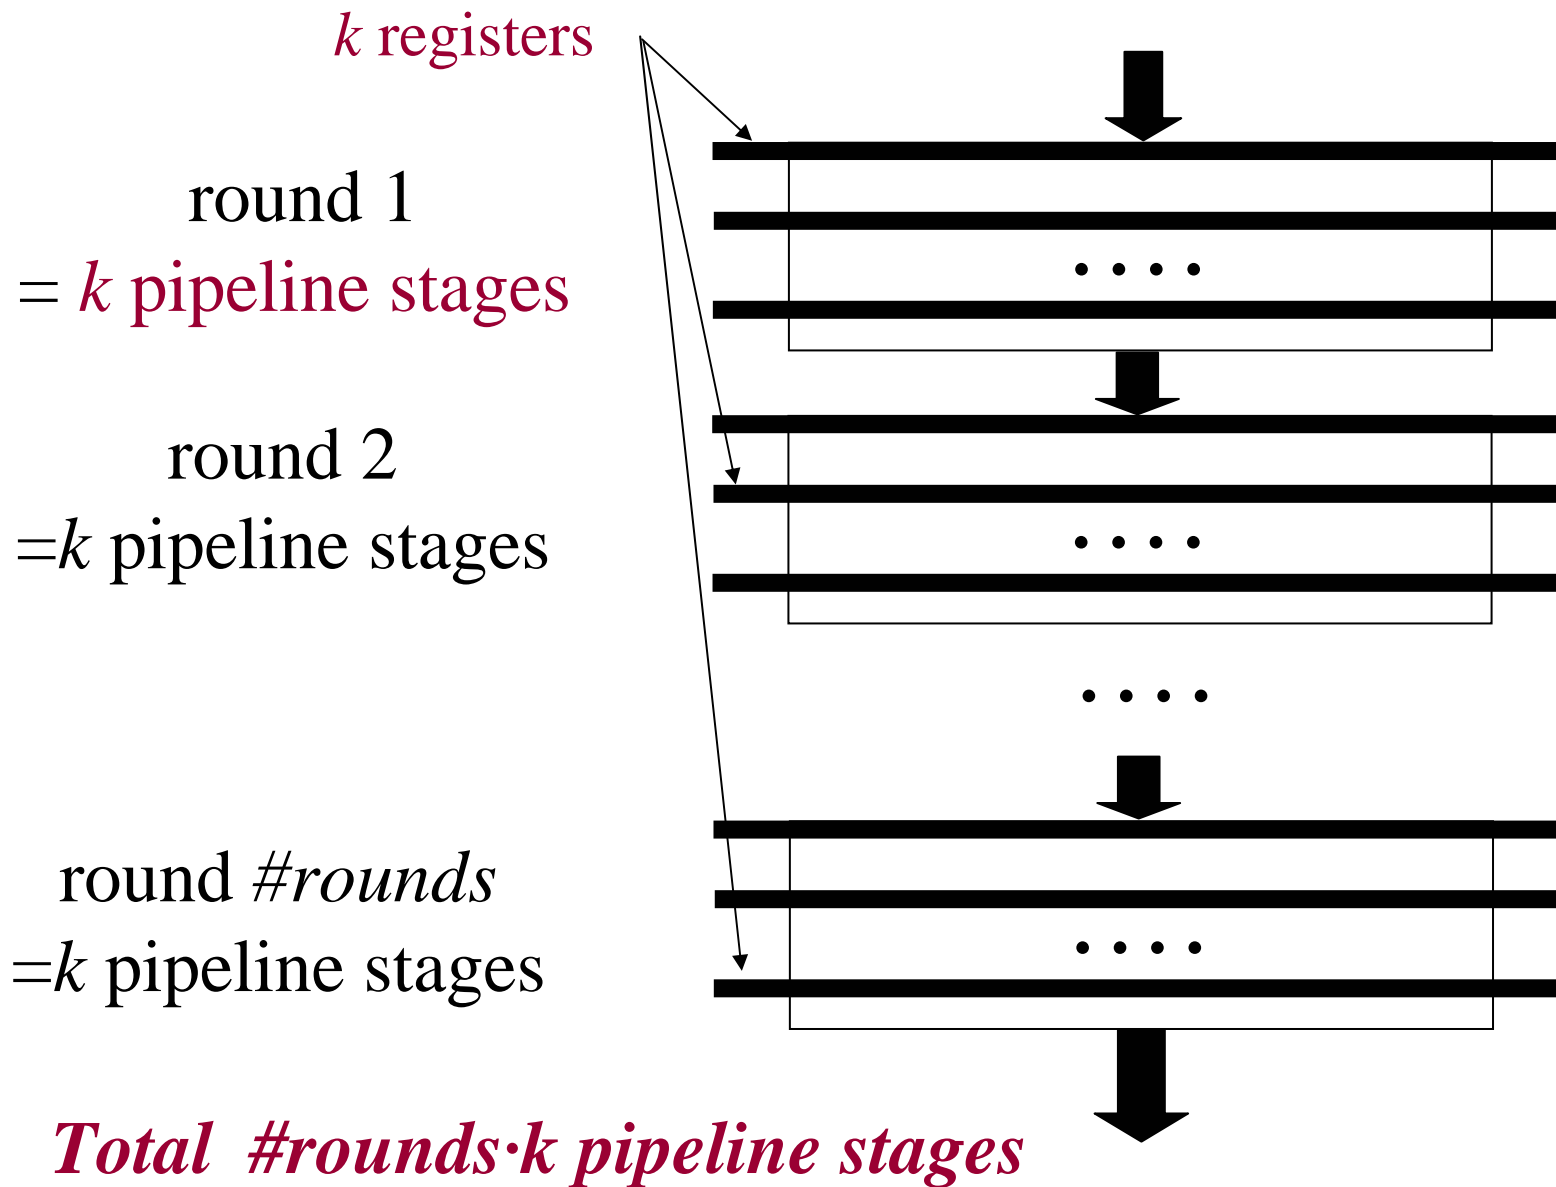 k registers
round 1
= k pipeline stages
. . . .
round 2
=k pipeline stages
. . . .
. . . .
round #rounds
=k pipeline stages
. . . .
Total #rounds·k pipeline stages